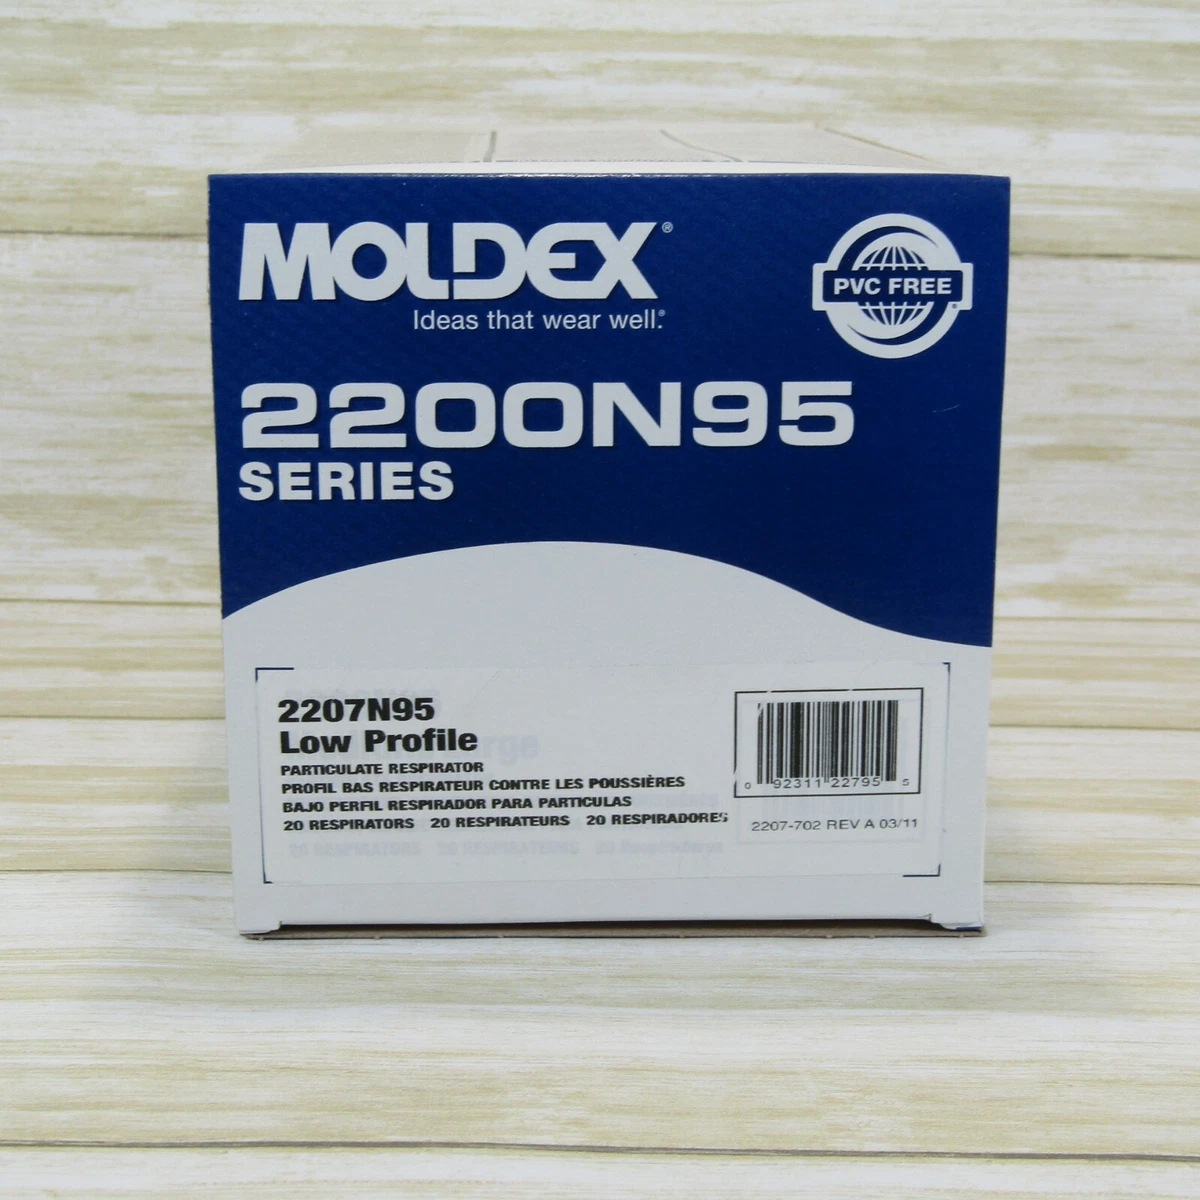 MOLDEX®
Ideas that wear well.®
PVC FREE
®
2200N95
SERIES
2207N95
Low Profile
PARTICULATE RESPIRATOR
PROFIL BAS RESPIRATEUR CONTRE LES POUSSIÈRES
BAJO PERFIL RESPIRADOR PARA PARTICULAS
20 RESPIRATORS 20 RESPIRATEURS 20 RESPIRADORES
0 92311 22795 5
2207-702 REV A 03/11